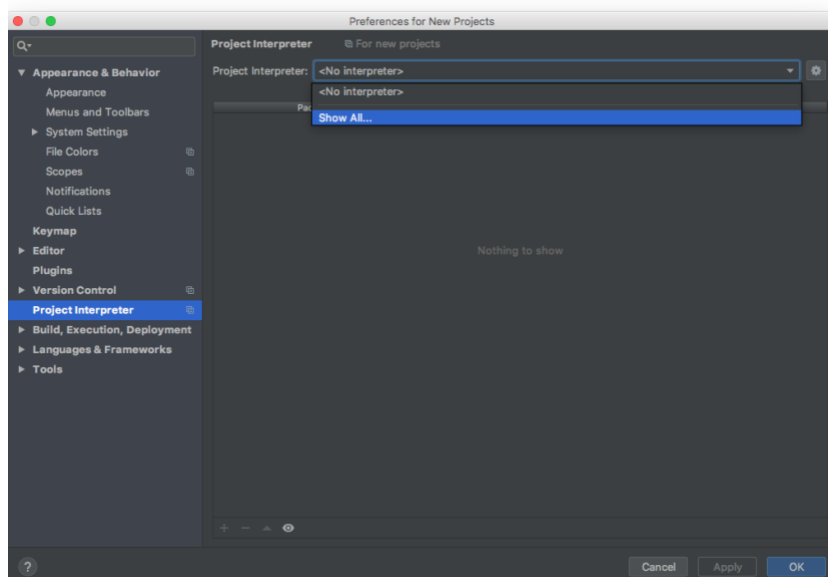 Preferences for New Projects
Project Interpreter For new projects
Project Interpreter: <No interpreter>
<No interpreter>
Show All...
Nothing to show
Appearance & Behavior
Appearance
Menus and Toolbars
System Settings
File Colors
Scopes
Notifications
Quick Lists
Keymap
Editor
Plugins
Version Control
Project Interpreter
Build, Execution, Deployment
Languages & Frameworks
Tools
? Cancel Apply OK